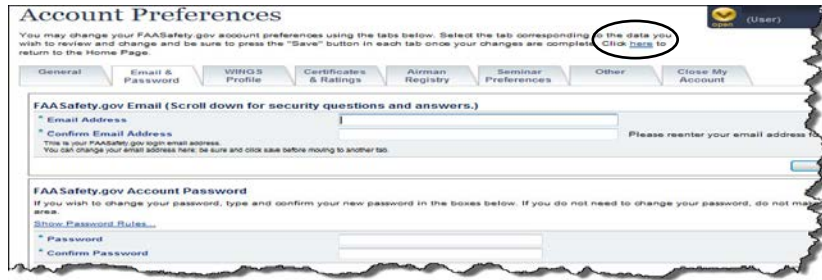 Account Preferences
open
(User)
You may change your FAASafety.gov account preferences using the tabs below. Select the tab corresponding to the data you
wish to review and change and be sure to press the "Save" button in each tab once your changes are complete. Click here to
return to the Home Page.
General
Email & Password
WINGS Profile
Certificates & Ratings
Airman Registry
Seminar Preferences
Other
Close My Account
FAASafety.gov Email (Scroll down for security questions and answers.)
* Email Address
* Confirm Email Address
Please reenter your email address
This is your FAASafety.gov login email address.
You can change your email address here: be sure and click save before moving to another tab.
FAASafety.gov Account Password
If you wish to change your password, type and confirm your new password in the boxes below. If you do not need to change your password, do not
area.
Show Password Rules...
* Password
* Confirm Password